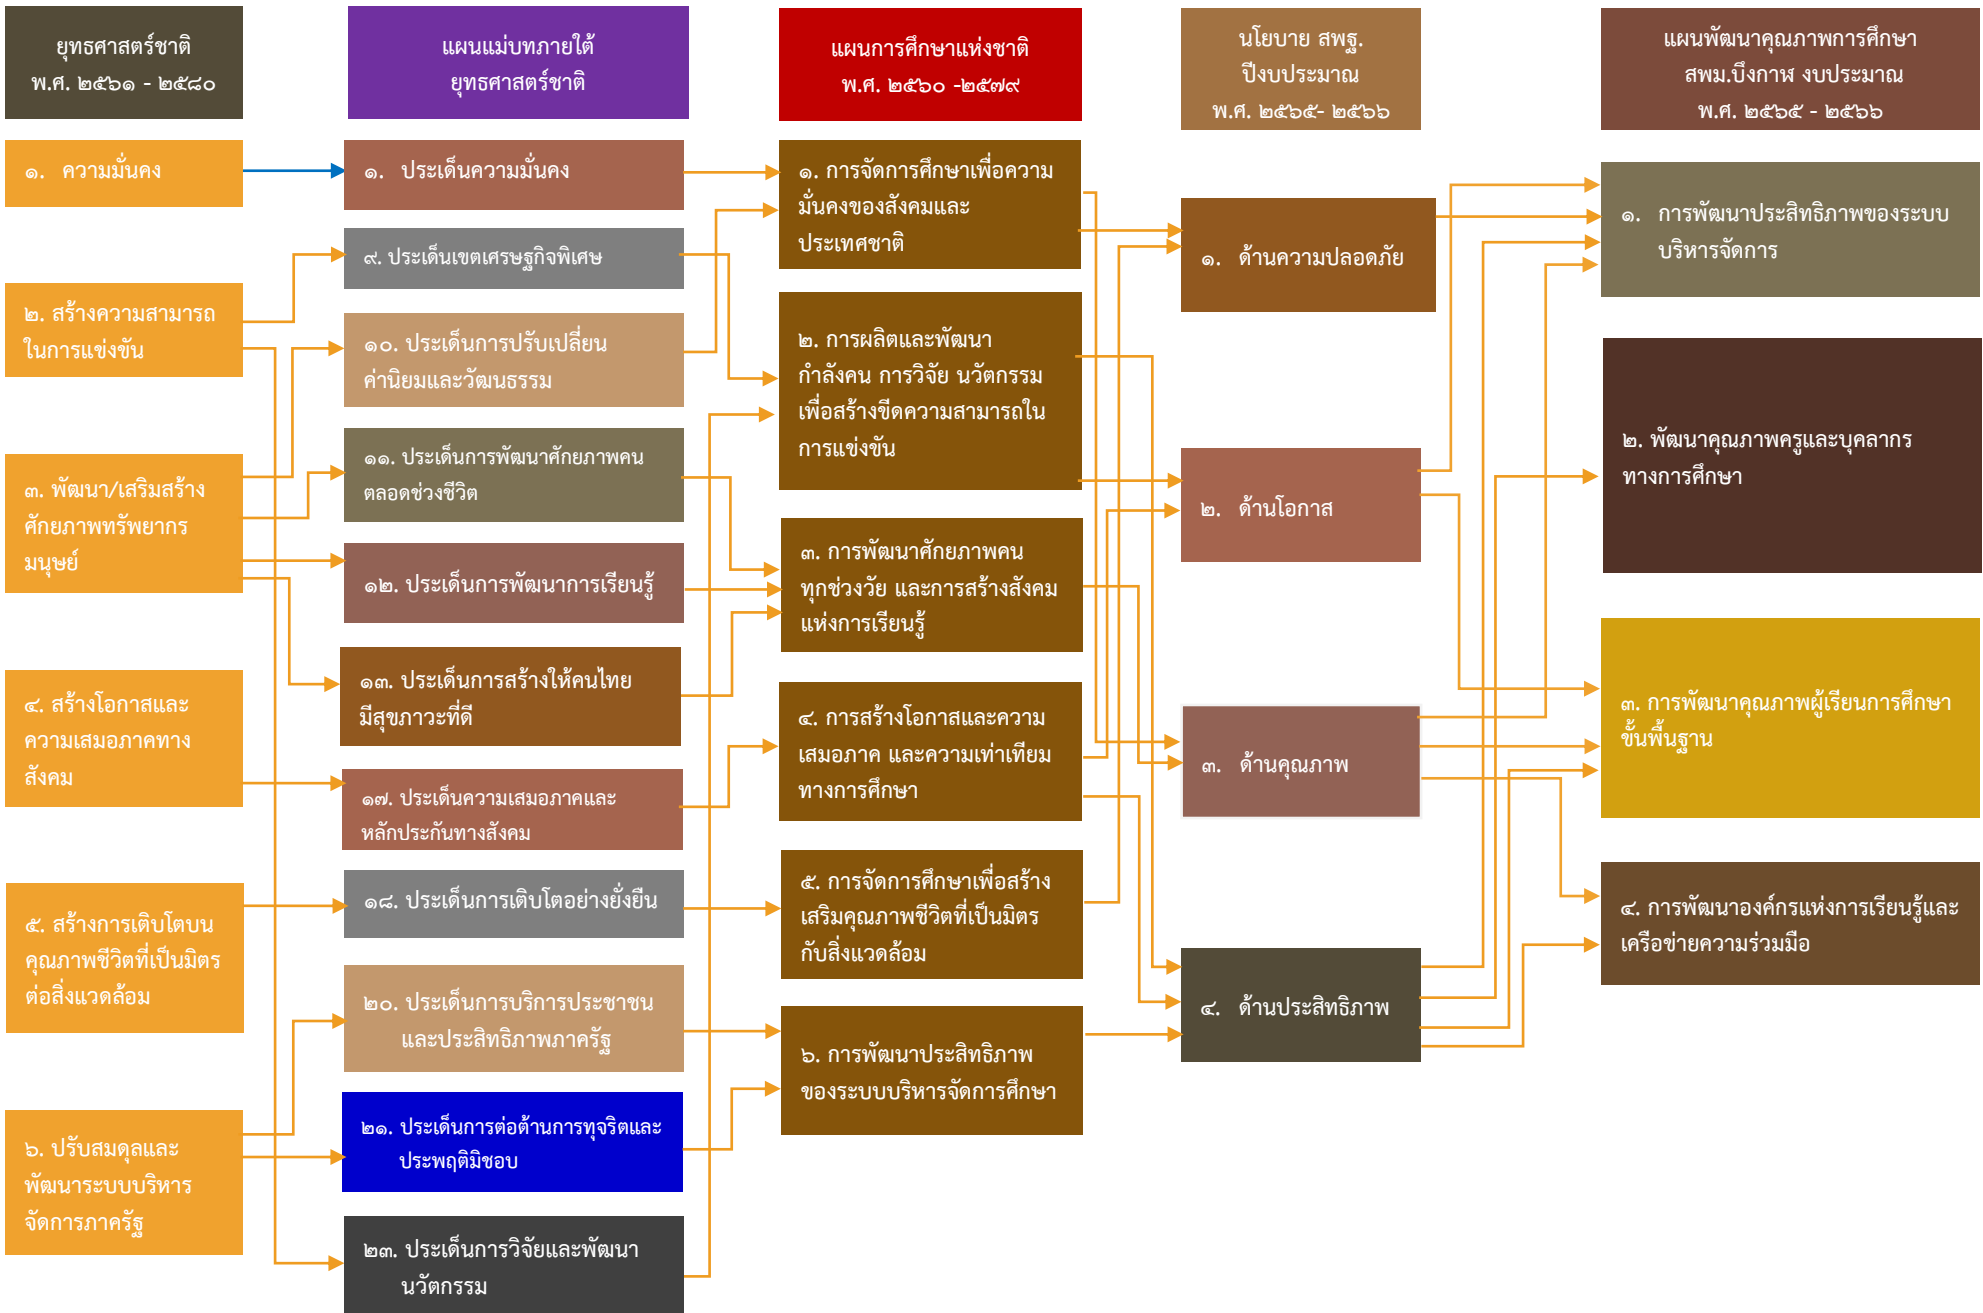 ยุทธศาสตร์ชาติ
พ.ศ. ๒๕๖๑ - ๒๕๘๐
แผนแม่บทภายใต้
ยุทธศาสตร์ชาติ
แผนการศึกษาแห่งชาติ
พ.ศ. ๒๕๖๐ -๒๕๗๙
นโยบาย สพฐ.
ปีงบประมาณ
พ.ศ. ๒๕๖๕- ๒๕๖๖
แผนพัฒนาคุณภาพการศึกษา
สพม.บึงกาฬ งบประมาณ
พ.ศ. ๒๕๖๕ - ๒๕๖๖
๑. ความมั่นคง
๒. สร้างความสามารถ
ในการแข่งขัน
๓. พัฒนา/เสริมสร้าง
ศักยภาพทรัพยากร
มนุษย์
๔. สร้างโอกาสและ
ความเสมอภาคทาง
สังคม
๕. สร้างการเติบโตบน
คุณภาพชีวิตที่เป็นมิตร
ต่อสิ่งแวดล้อม
๖. ปรับสมดุลและ
พัฒนาระบบบริหาร
จัดการภาครัฐ
๑. ประเด็นความมั่นคง
๙. ประเด็นเขตเศรษฐกิจพิเศษ
๑๐. ประเด็นการปรับเปลี่ยน
ค่านิยมและวัฒนธรรม
๑๑. ประเด็นการพัฒนาศักยภาพคน
ตลอดช่วงชีวิต
๑๒. ประเด็นการพัฒนาการเรียนรู้
๑๓. ประเด็นการสร้างให้คนไทย
มีสุขภาวะที่ดี
๑๗. ประเด็นความเสมอภาคและ
หลักประกันทางสังคม
๑๘. ประเด็นการเติบโตอย่างยั่งยืน
๒๐. ประเด็นการบริการประชาชน
และประสิทธิภาพภาครัฐ
๒๑. ประเด็นการต่อต้านการทุจริตและ
ประพฤติมิชอบ
๒๓. ประเด็นการวิจัยและพัฒนา
นวัตกรรม
๑. การจัดการศึกษาเพื่อความ
มั่นคงของสังคมและ
ประเทศชาติ
๒. การผลิตและพัฒนา
กำลังคน การวิจัย นวัตกรรม
เพื่อสร้างขีดความสามารถใน
การแข่งขัน
๓. การพัฒนาศักยภาพคน
ทุกช่วงวัย และการสร้างสังคม
แห่งการเรียนรู้
๔. การสร้างโอกาสและความ
เสมอภาค และความเท่าเทียม
ทางการศึกษา
๕. การจัดการศึกษาเพื่อสร้าง
เสริมคุณภาพชีวิตที่เป็นมิตร
กับสิ่งแวดล้อม
๖. การพัฒนาประสิทธิภาพ
ของระบบบริหารจัดการศึกษา
๑. ด้านความปลอดภัย
๒. ด้านโอกาส
๓. ด้านคุณภาพ
๔. ด้านประสิทธิภาพ
๑. การพัฒนาประสิทธิภาพของระบบ
บริหารจัดการ
๒. พัฒนาคุณภาพครูและบุคลากร
ทางการศึกษา
๓. การพัฒนาคุณภาพผู้เรียนการศึกษา
ขั้นพื้นฐาน
๔. การพัฒนาองค์กรแห่งการเรียนรู้และ
เครือข่ายความร่วมมือ